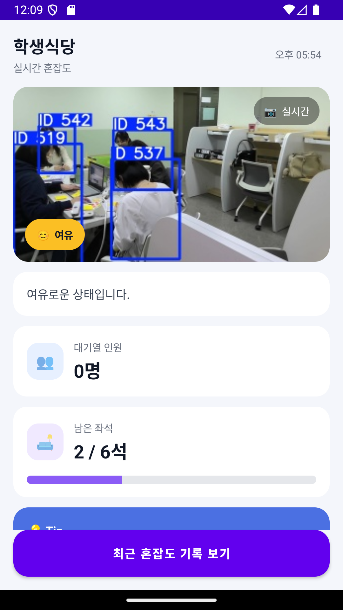 12:09
학생식당
실시간 혼잡도
오후 05:54
ID 542
ID 543
ID 519
D 537
실시간
여유
여유로운 상태입니다.
대기열 인원
0명
남은 좌석
2 / 6석
최근 혼잡도 기록 보기